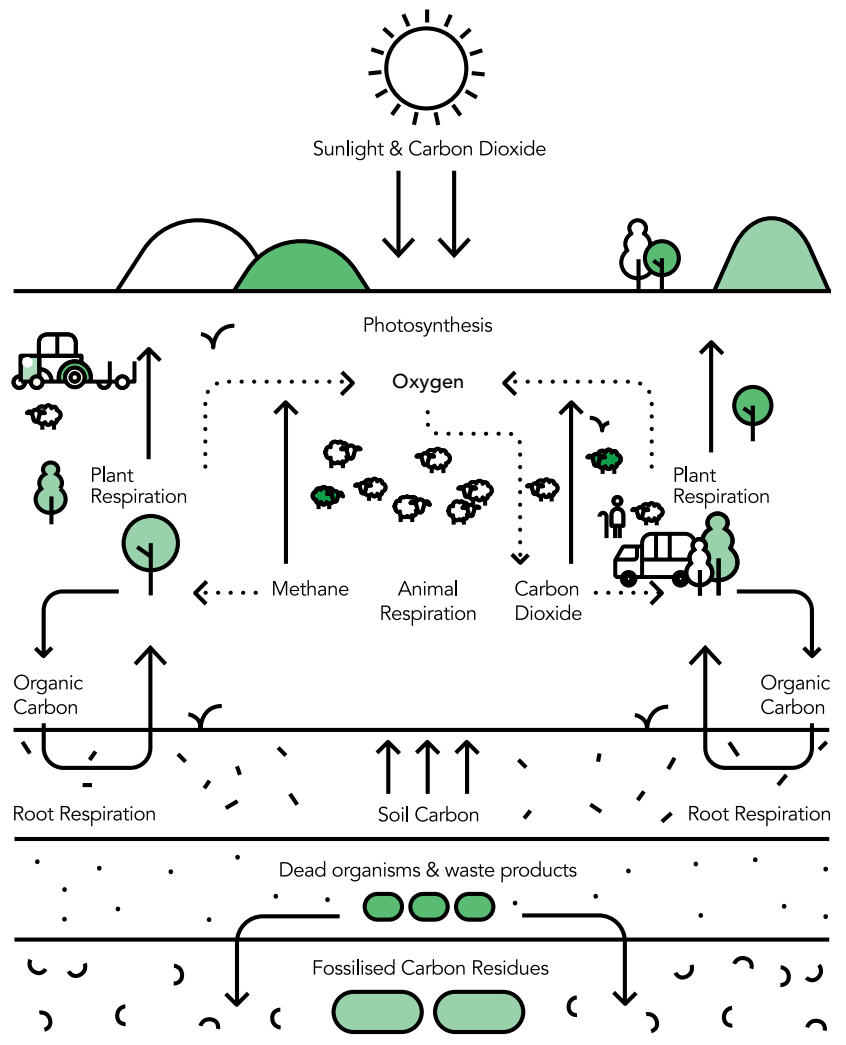 Sunlight & Carbon Dioxide
Photosynthesis
Oxygen
Plant
Respiration
Plant
Respiration
Methane
Animal
Respiration
Carbon
Dioxide
Organic
Carbon
Organic
Carbon
Root Respiration
Soil Carbon
Root Respiration
Dead organisms & waste products
Fossilised Carbon Residues